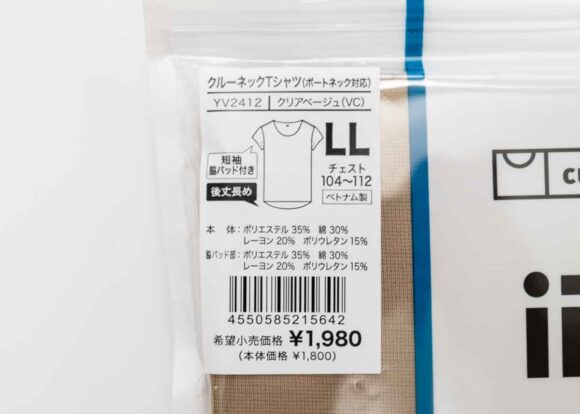 クルーネックTシャツ(ボートネック対応)
YV2412 クリアベージュ(VC)
短袖
脇パッド付き
後丈長め
LL
チェスト
104〜112
ベトナム製
本 体:ポリエステル 35% 綿 30%
レーヨン 20% ポリウレタン 15%
脇パッド部:ポリエステル 35% 綿 30%
レーヨン 20% ポリウレタン 15%
4550585215642
希望小売価格 ¥1,980
(本体価格 ¥1,800)